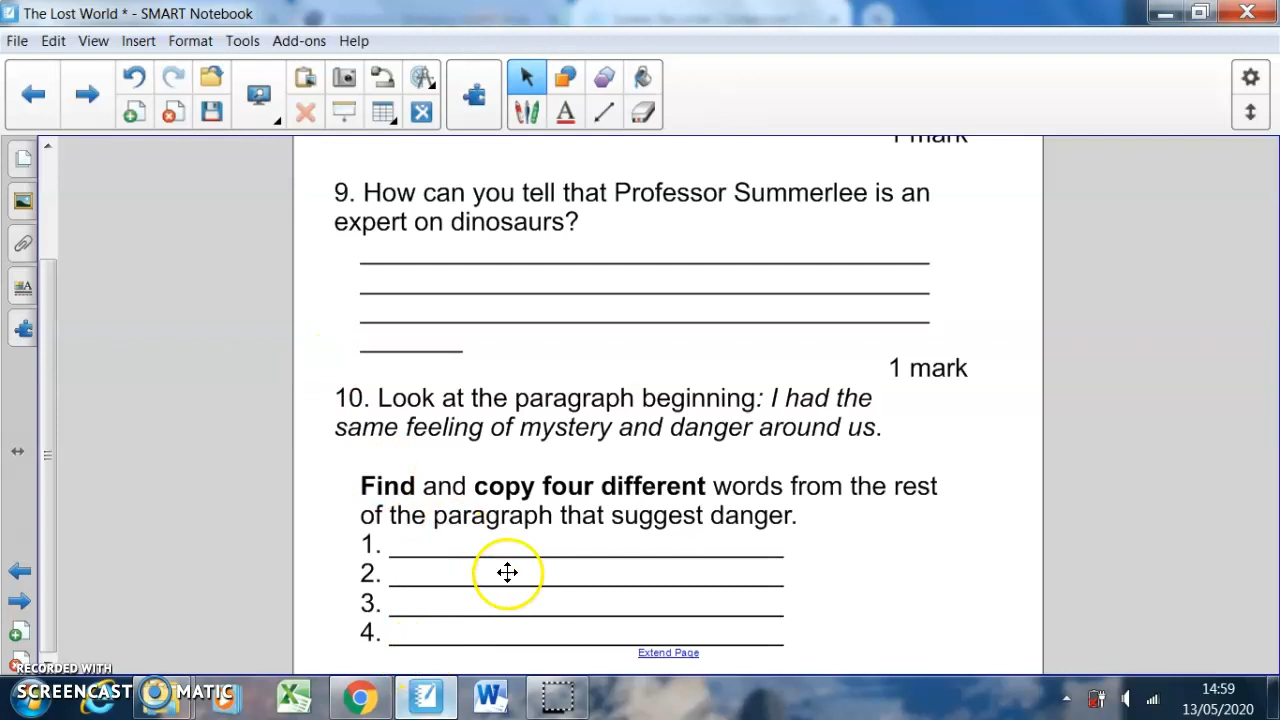 The Lost World * - SMART Notebook
File Edit View Insert Format Tools Add-ons Help
1 mark
9. How can you tell that Professor Summerlee is an
expert on dinosaurs?
1 mark
10. Look at the paragraph beginning: I had the
same feeling of mystery and danger around us.
Find and copy four different words from the rest
of the paragraph that suggest danger.
1.
2.
3.
4.
Extend Page
RECORDED WITH
SCREENCAST MATIC
14:59
13/05/2020